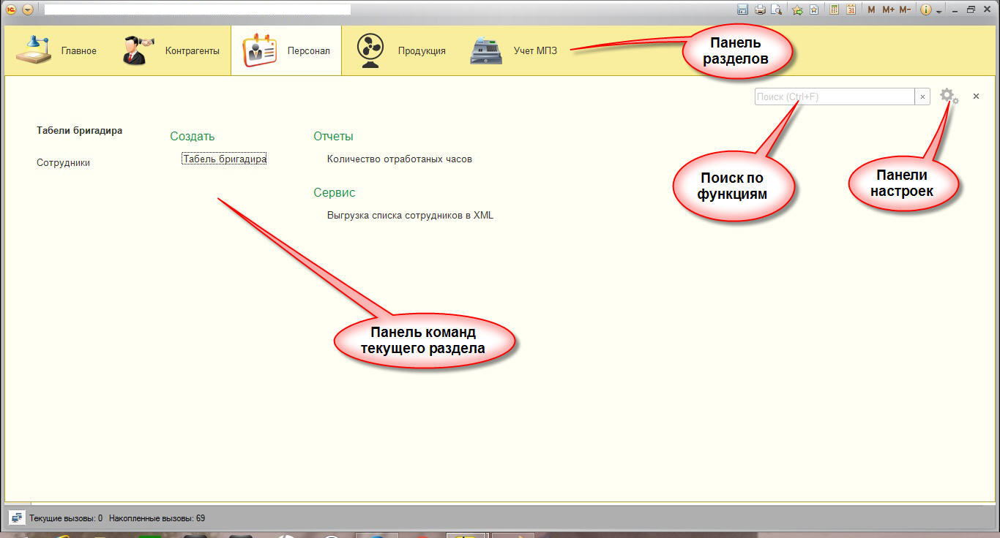 1С
31
M
M+
M-
i
Главное
Контрагенты
Персонал
Продукция
Учет МПЗ
Панель
разделов
Поиск (Ctrl+F)
Табели бригадира
Сотрудники
Создать
Табель бригадира
Отчеты
Количество отработаных часов
Сервис
Выгрузка списка сотрудников в XML
Поиск по
функциям
Панели
настроек
Панель команд
текущего раздела
Текущие вызовы: 0 Накопленные вызовы: 69